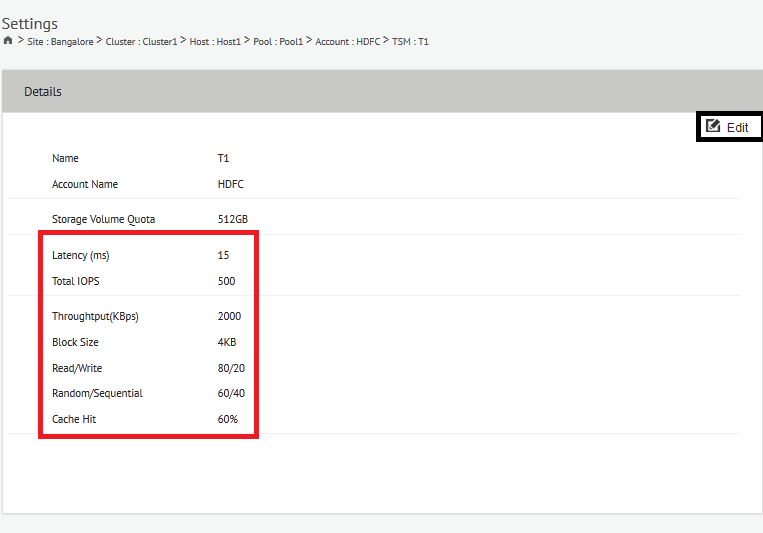 Settings
> Site : Bangalore > Cluster : Cluster1 > Host : Host1 > Pool : Pool1 > Account : HDFC > TSM : T1
Details
Edit
Name T1
Account Name HDFC
Storage Volume Quota 512GB
Latency (ms) 15
Total IOPS 500
Throughtput(KBps) 2000
Block Size 4KB
Read/Write 80/20
Random/Sequential 60/40
Cache Hit 60%